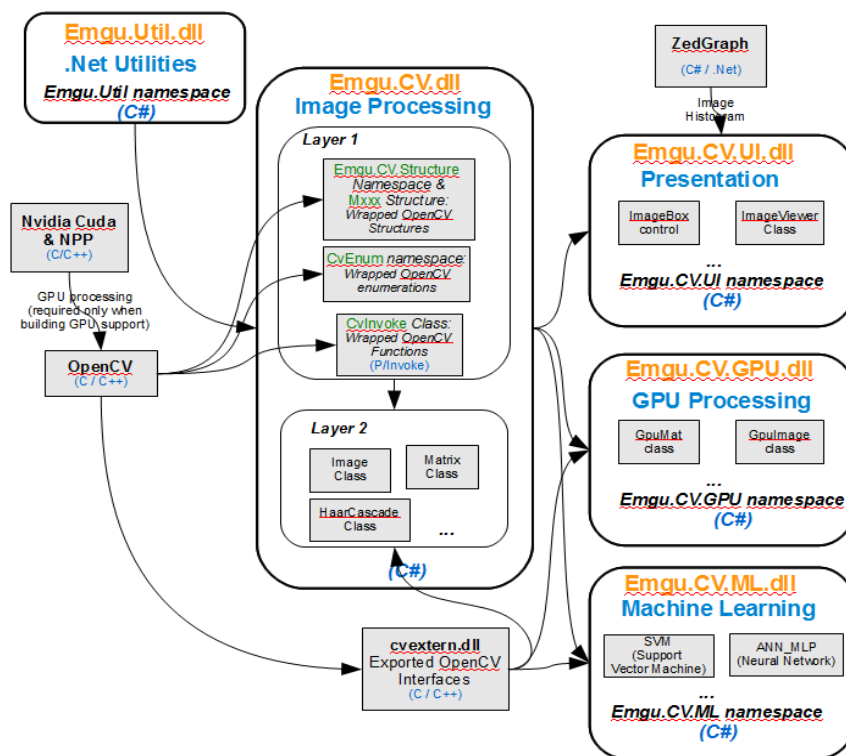 Emgu.Util.dll
.Net Utilities
Emgu.Util namespace
(C#)
ZedGraph
(C# / .Net)
Image
Histogram
Emgu.CV.dll
Image Processing
Layer 1
Emgu.CV.Structure
Namespace &
Mxxx Structure:
Wrapped OpenCV
Structures
CvEnum namespace:
Wrapped OpenCV
enumerations
CvInvoke Class:
Wrapped OpenCV
Functions
(P/Invoke)
Layer 2
Image
Class
Matrix
Class
HaarCascade
Class
...
(C#)
Nvidia Cuda
& NPP
(C/C++)
GPU processing
(required only when
building GPU support)
OpenCV
(C / C++)
cvextern.dll
Exported OpenCV
Interfaces
(C / C++)
Emgu.CV.UI.dll
Presentation
ImageBox
control
ImageViewer
Class
...
Emgu.CV.UI namespace
(C#)
Emgu.CV.GPU.dll
GPU Processing
GpuMat
class
GpuImage
class
...
Emgu.CV.GPU namespace
(C#)
Emgu.CV.ML.dll
Machine Learning
SVM
(Support
Vector Machine)
ANN_MLP
(Neural Network)
...
Emgu.CV.ML namespace
(C#)